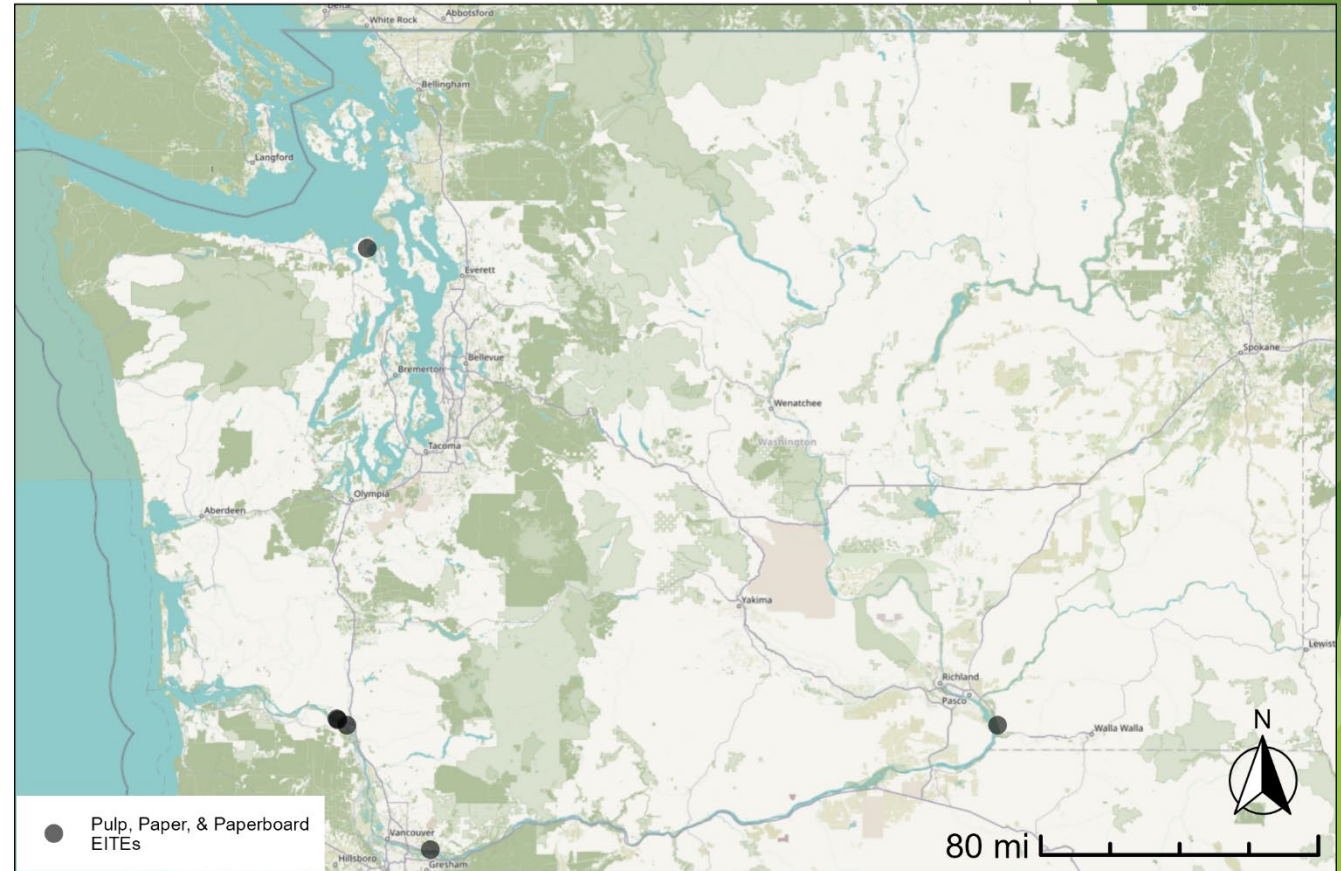 Delta
White Rock
Abbotsford
Bellingham
Langford
Everett
Bellevue
Bremerton
Spokane
Wenatchee
Washington
Tacoma
Olympia
Aberdeen
Yakima
Lewist
Richland
Pasco
Walla Walla
N
Pulp, Paper, & Paperboard
EITEs
Vancouver
Hillsboro
Gresham
80 mi